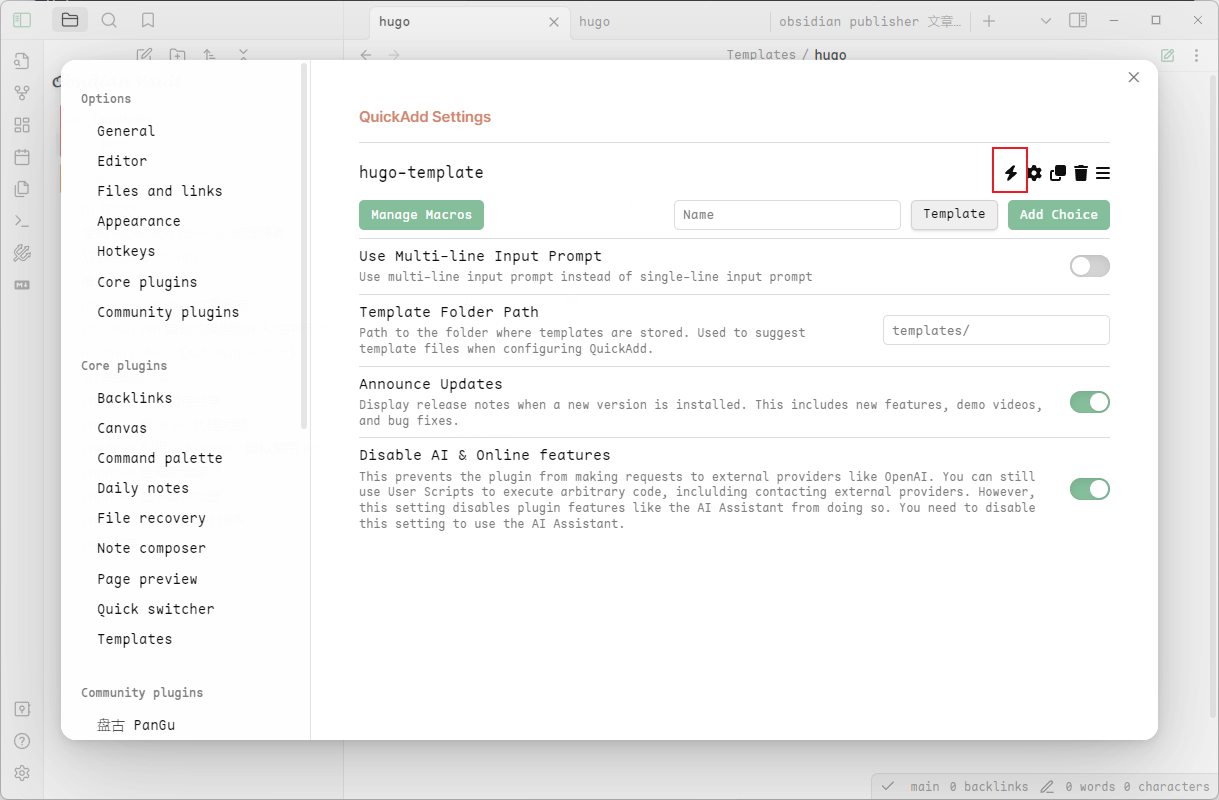 hugo
hugo
obsidian publisher 文章…
Templates / hugo
Options
General
Editor
Files and links
Appearance
Hotkeys
Core plugins
Community plugins
Core plugins
Backlinks
Canvas
Command palette
Daily notes
File recovery
Note composer
Page preview
Quick switcher
Templates
Community plugins
盘古 PanGu
QuickAdd Settings
hugo-template
Manage Macros
Name
Template
Add Choice
Use Multi-line Input Prompt
Use multi-line input prompt instead of single-line input prompt
Template Folder Path
Path to the folder where templates are stored. Used to suggest
template files when configuring QuickAdd.
templates/
Announce Updates
Display release notes when a new version is installed. This includes new features, demo videos,
and bug fixes.
Disable AI & Online features
This prevents the plugin from making requests to external providers like OpenAI. You can still
use User Scripts to execute arbitrary code, inclulding contacting external providers. However,
this setting disables plugin features like the AI Assistant from doing so. You need to disable
this setting to use the AI Assistant.
main 0 backlinks 0 words 0 characters